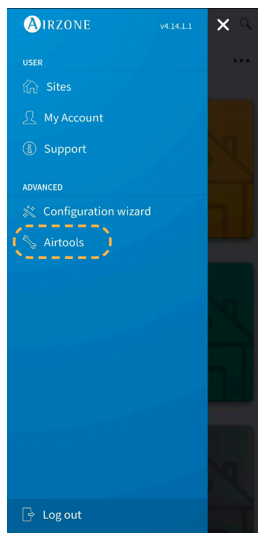 AIRZONE v4.14.1.1
USER
Sites
My Account
Support
ADVANCED
Configuration wizard
Airtools
Log out